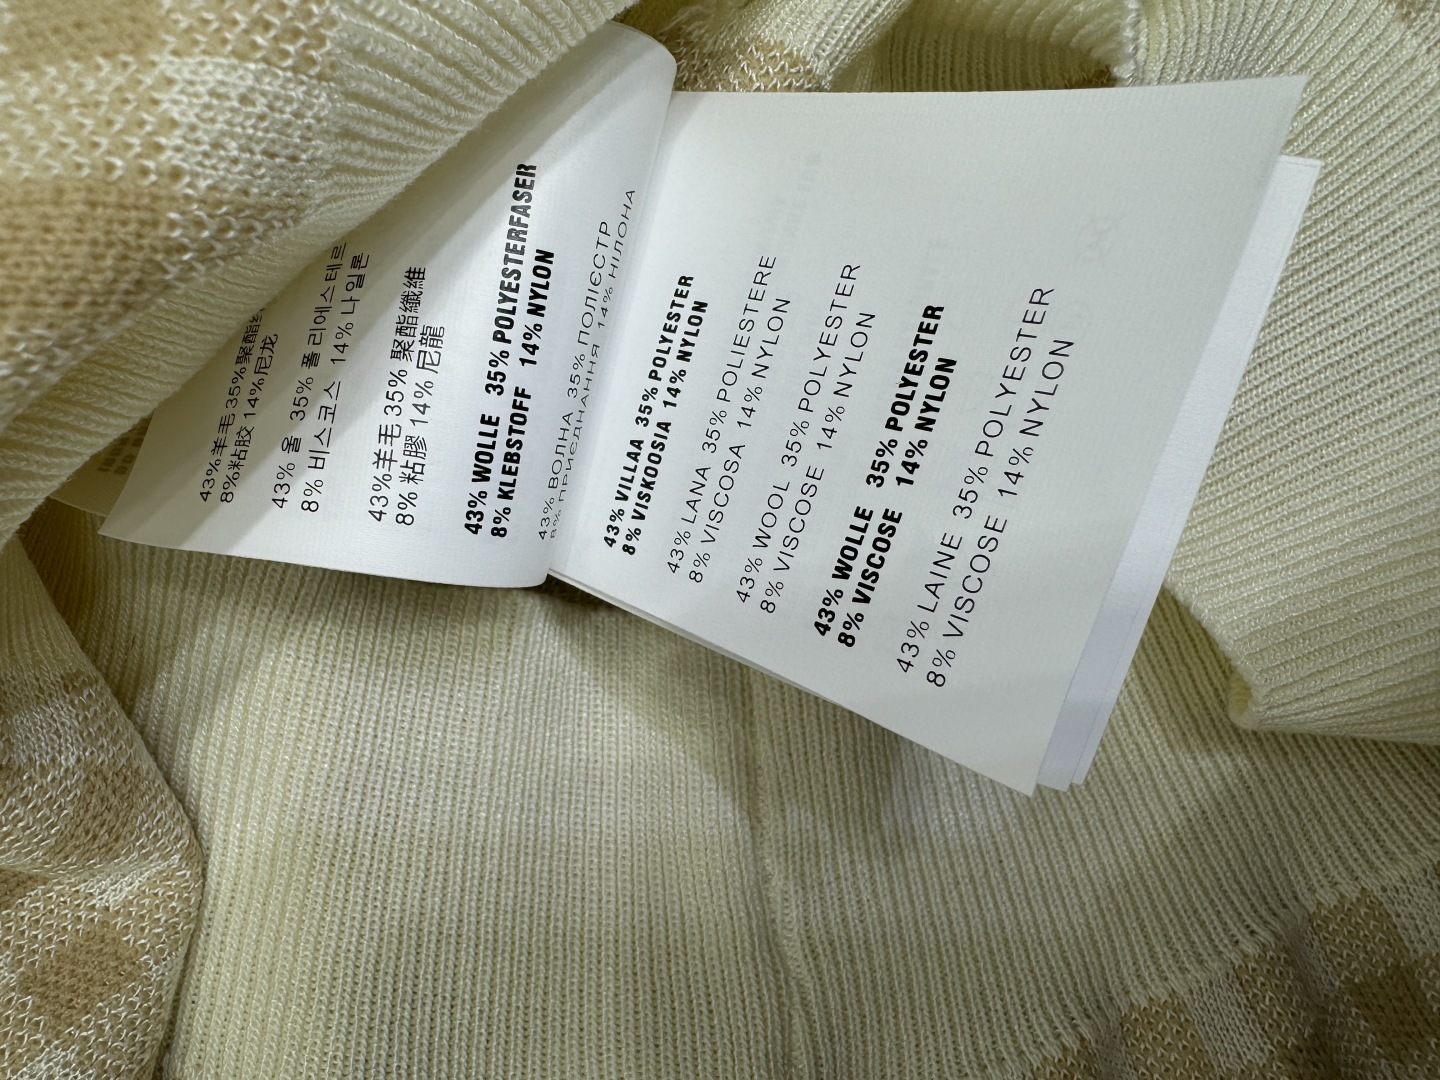 43% LAINE 35% POLYESTER
8% VISCOSE 14% NYLON
43% WOLLE 35% POLYESTER
8% VISCOSE 14% NYLON
43% WOOL 35% POLYESTER
8% VISCOSE 14% NYLON
43% LANA 35% POLIESTERE
8% VISCOSA 14% NYLON
43% VILLAA 35% POLYESTER
8% VISKOOSIA 14% NYLON
43% ВОЛНА 35% ПОЛІЄСТР
8% ПРИЄДНАННЯ 14% НІЛОНА
43% WOLLE 35% POLYESTERFASER
8% KLEBSTOFF 14% NYLON
43%羊毛 35% 聚酯纖維
8% 粘膠 14% 尼龍
43% 울 35% 폴리에스테르
8% 비스코스 14% 나일론
43%羊毛 35%聚酯
8%粘胶 14%尼龙